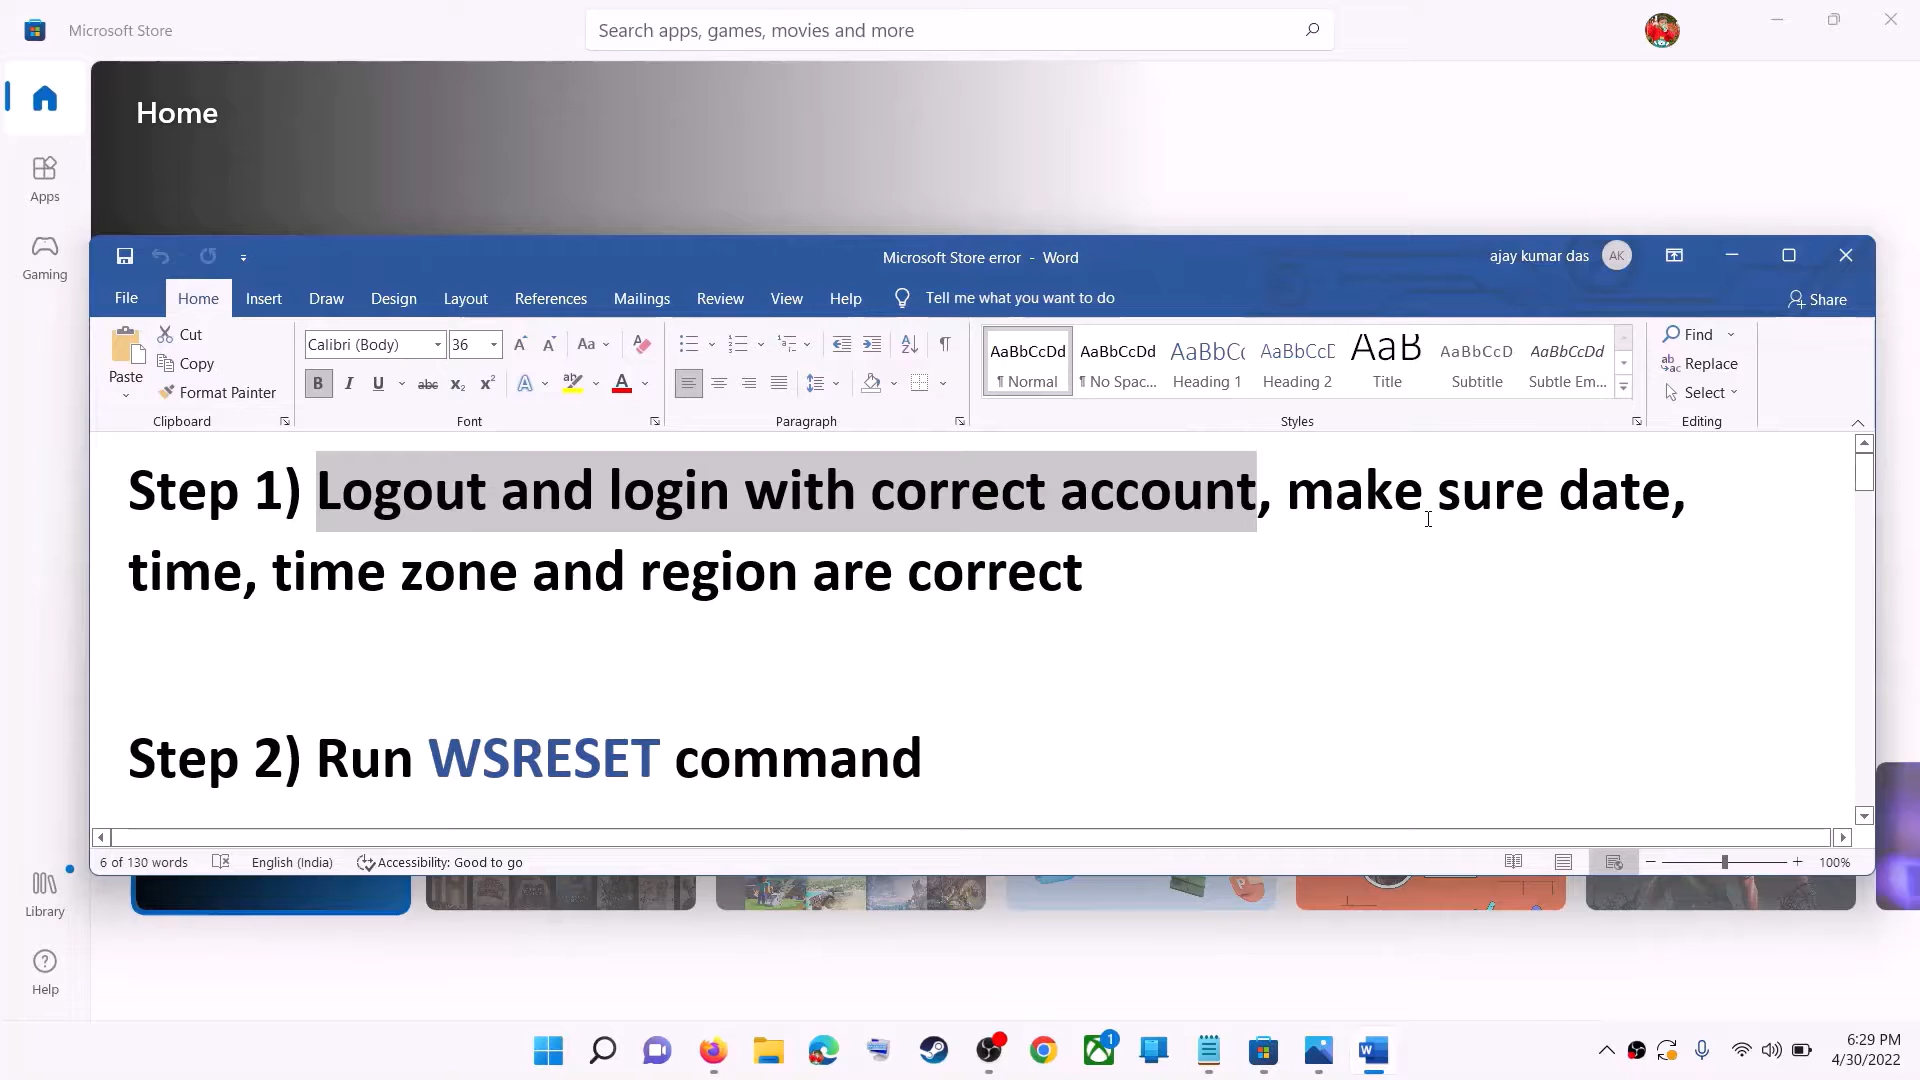 Microsoft Store
Search apps, games, movies and more
Home
Apps
Gaming
Library
Help
Microsoft Store error - Word
ajay kumar das
AK
File Home Insert Draw Design Layout References Mailings Review View Help Tell me what you want to do
Share
Paste
Cut
Copy
Format Painter
Clipboard
Calibri (Body) 36
Font
Paragraph
AaBbCcDd AaBbCcDd AaBbCc AaBbCcD AaB AaBbCcD AaBbCcDd
¶ Normal ¶ No Spac... Heading 1 Heading 2 Title Subtitle Subtle Em...
Styles
Find
Replace
Select
Editing
Step 1) Logout and login with correct account, make sure date,
time, time zone and region are correct
Step 2) Run WSRESET command
6 of 130 words English (India) Accessibility: Good to go 100%
1
6:29 PM
4/30/2022